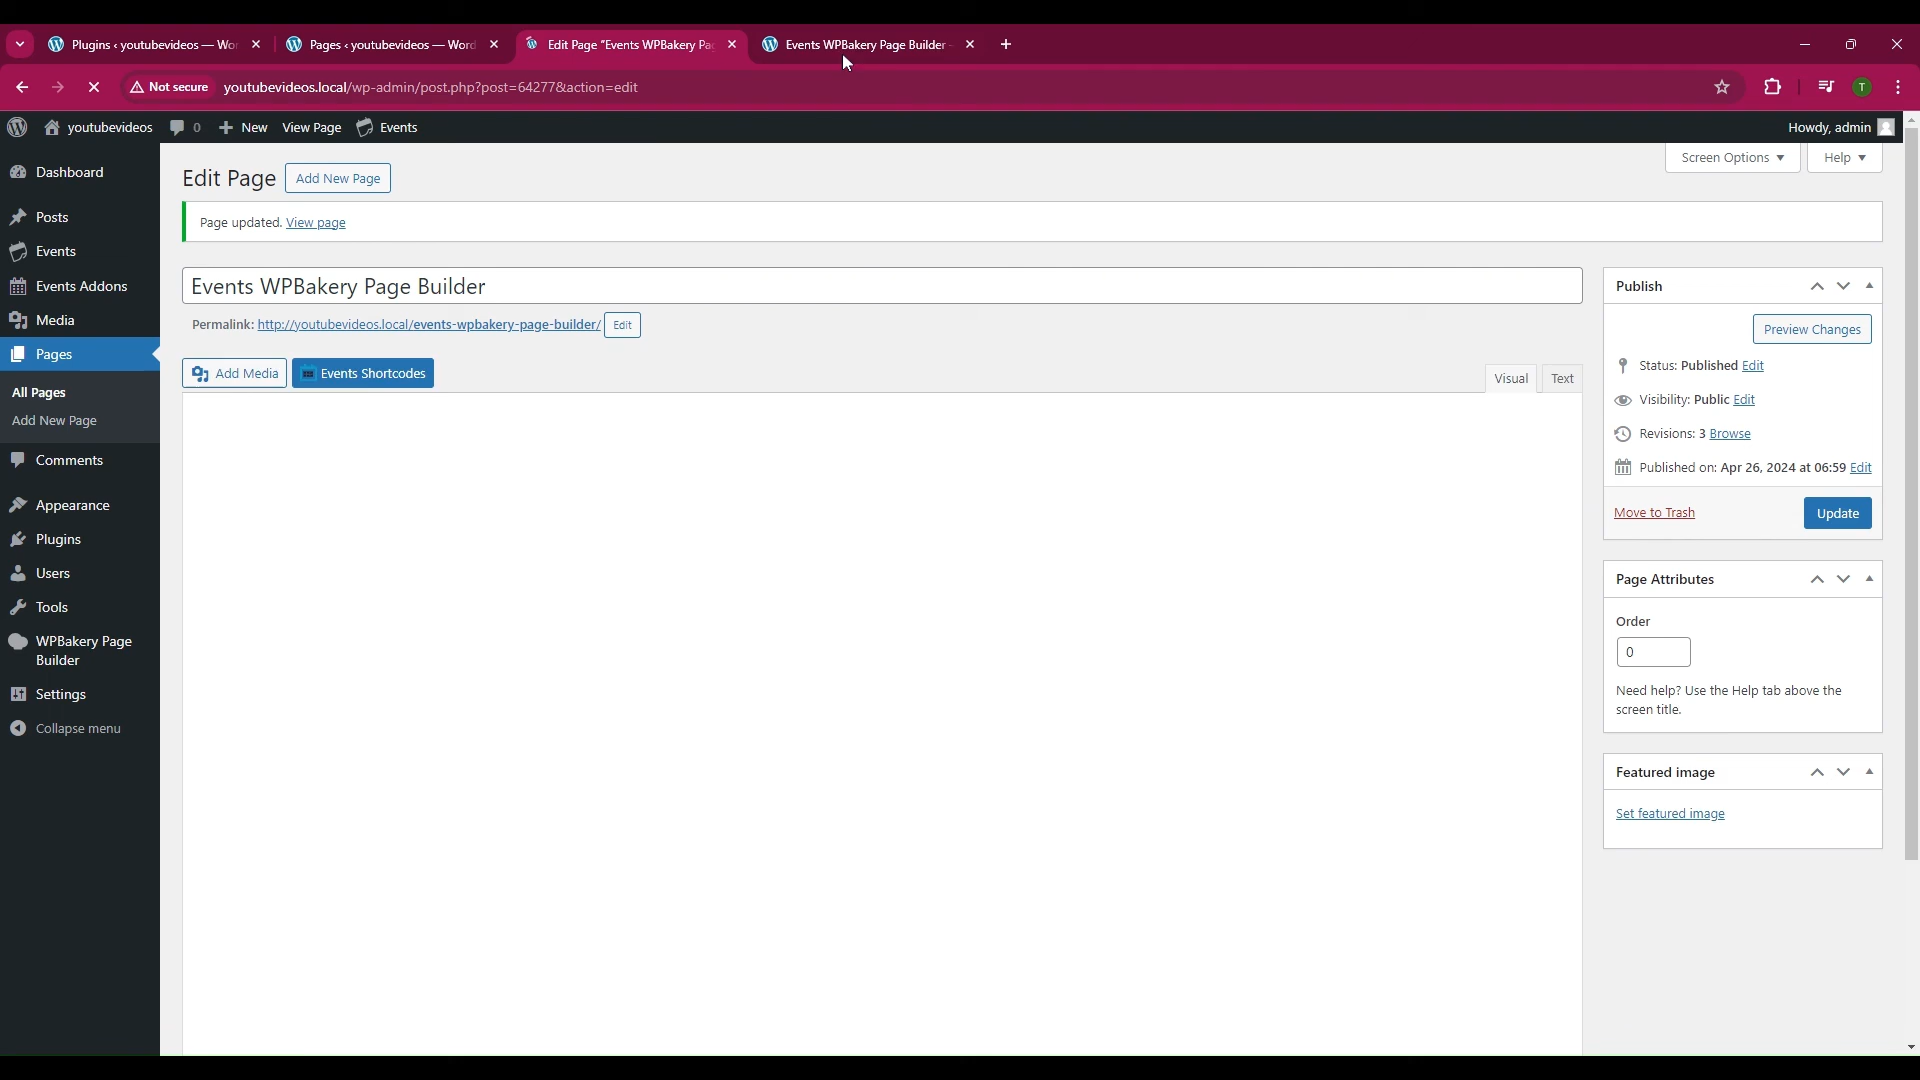 Plugins ‹ youtubevideos — Wor
Pages ‹ youtubevideos — Word
Edit Page "Events WPBakery Pag
Events WPBakery Page Builder -
Not secure
youtubevideos.local/wp-admin/post.php?post=64277&action=edit
T
youtubevideos
0
New
View Page
Events
Howdy, admin
Screen Options
Help
Dashboard
Posts
Events
Events Addons
Media
Pages
All Pages
Add New Page
Comments
Appearance
Plugins
Users
Tools
WPBakery Page
Builder
Settings
Collapse menu
Edit Page
Add New Page
Page updated. View page
Events WPBakery Page Builder
Permalink: http://youtubevideos.local/events-wpbakery-page-builder/ Edit
Add Media
Events Shortcodes
Visual
Text
Publish
Preview Changes
Status: Published Edit
Visibility: Public Edit
Revisions: 3 Browse
Published on: Apr 26, 2024 at 06:59 Edit
Move to Trash
Update
Page Attributes
Order
0
Need help? Use the Help tab above the
screen title.
Featured image
Set featured image